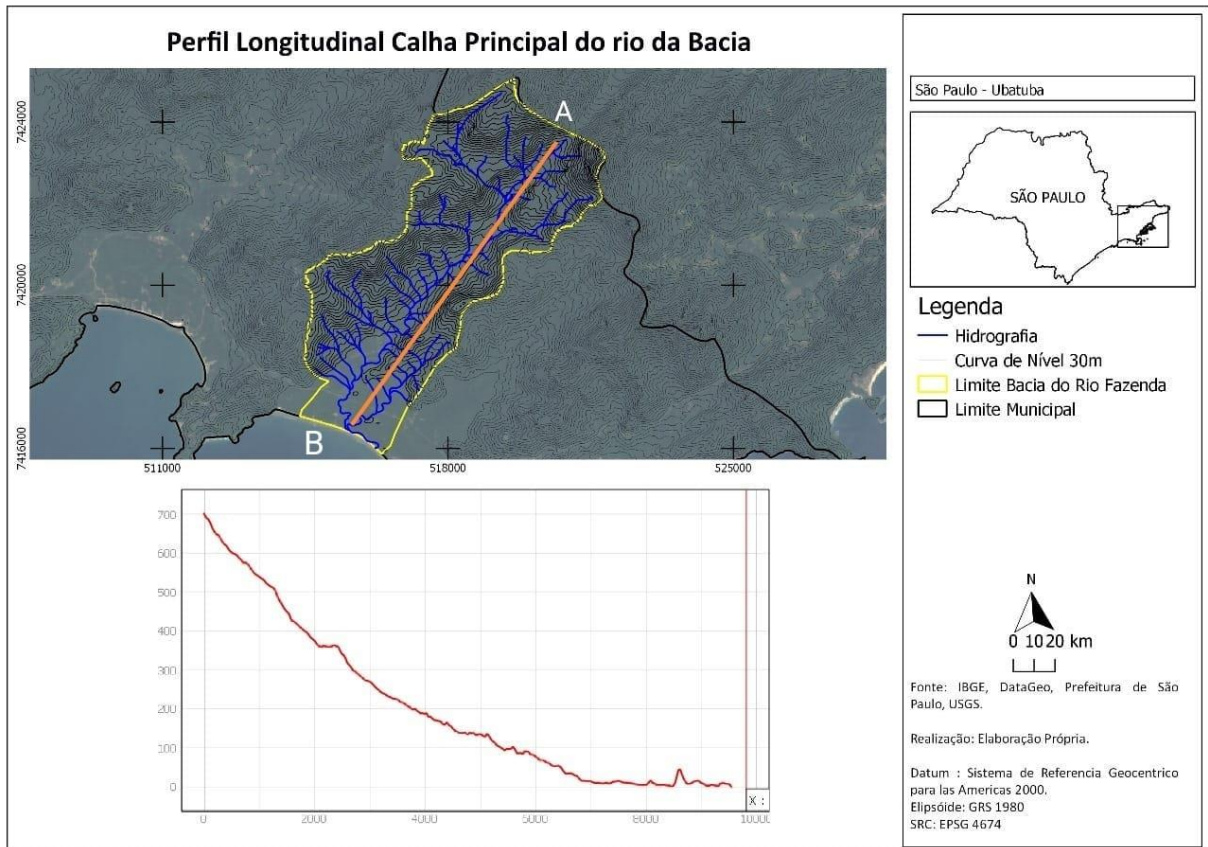 Perfil Longitudinal Calha Principal do rio da Bacia
7424000
7420000
7416000
A
B
511000
518000
525000
700
600
500
400
300
200
100
0
0
2000
4000
6000
8000
10000
X :
São Paulo - Ubatuba
SÃO PAULO
Legenda
Hidrografia
Curva de Nível 30m
Limite Bacia do Rio Fazenda
Limite Municipal
N
0 10 20 km
Fonte: IBGE, DataGeo, Prefeitura de São
Paulo, USGS.
Realização: Elaboração Própria.
Datum : Sistema de Referencia Geocentrico
para las Americas 2000.
Elipsóide: GRS 1980
SRC: EPSG 4674